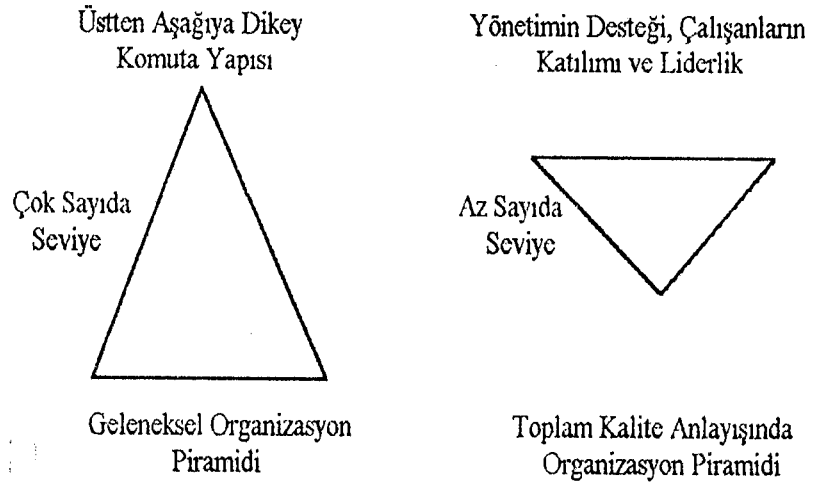 Üstten Aşağıya Dikey
Komuta Yapısı
Çok Sayıda
Seviye
Geleneksel Organizasyon
Piramidi
Yönetimin Desteği, Çalışanların
Katılımı ve Liderlik
Az Sayıda
Seviye
Toplam Kalite Anlayışında
Organizasyon Piramidi